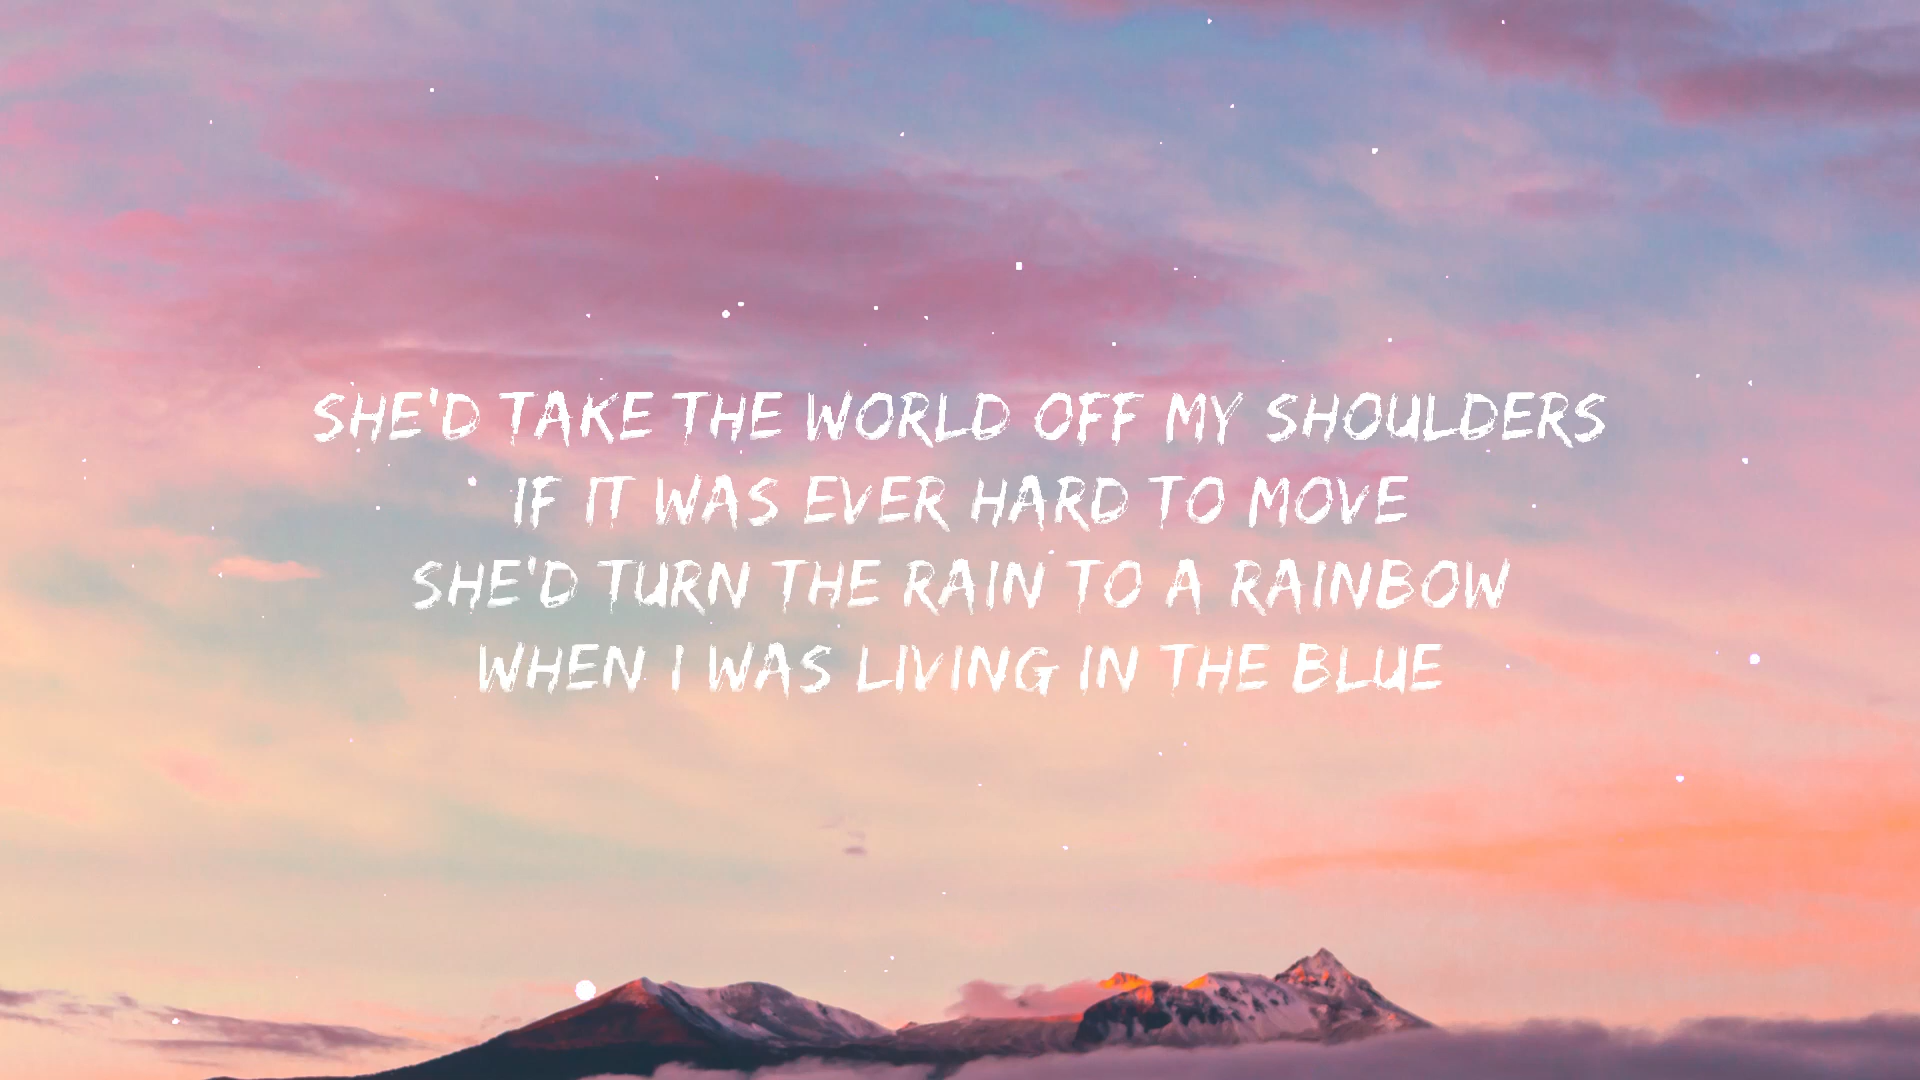 SHE'D TAKE THE WORLD OFF MY SHOULDERS
IF IT WAS EVER HARD TO MOVE
SHE'D TURN THE RAIN TO A RAINBOW
WHEN I WAS LIVING IN THE BLUE